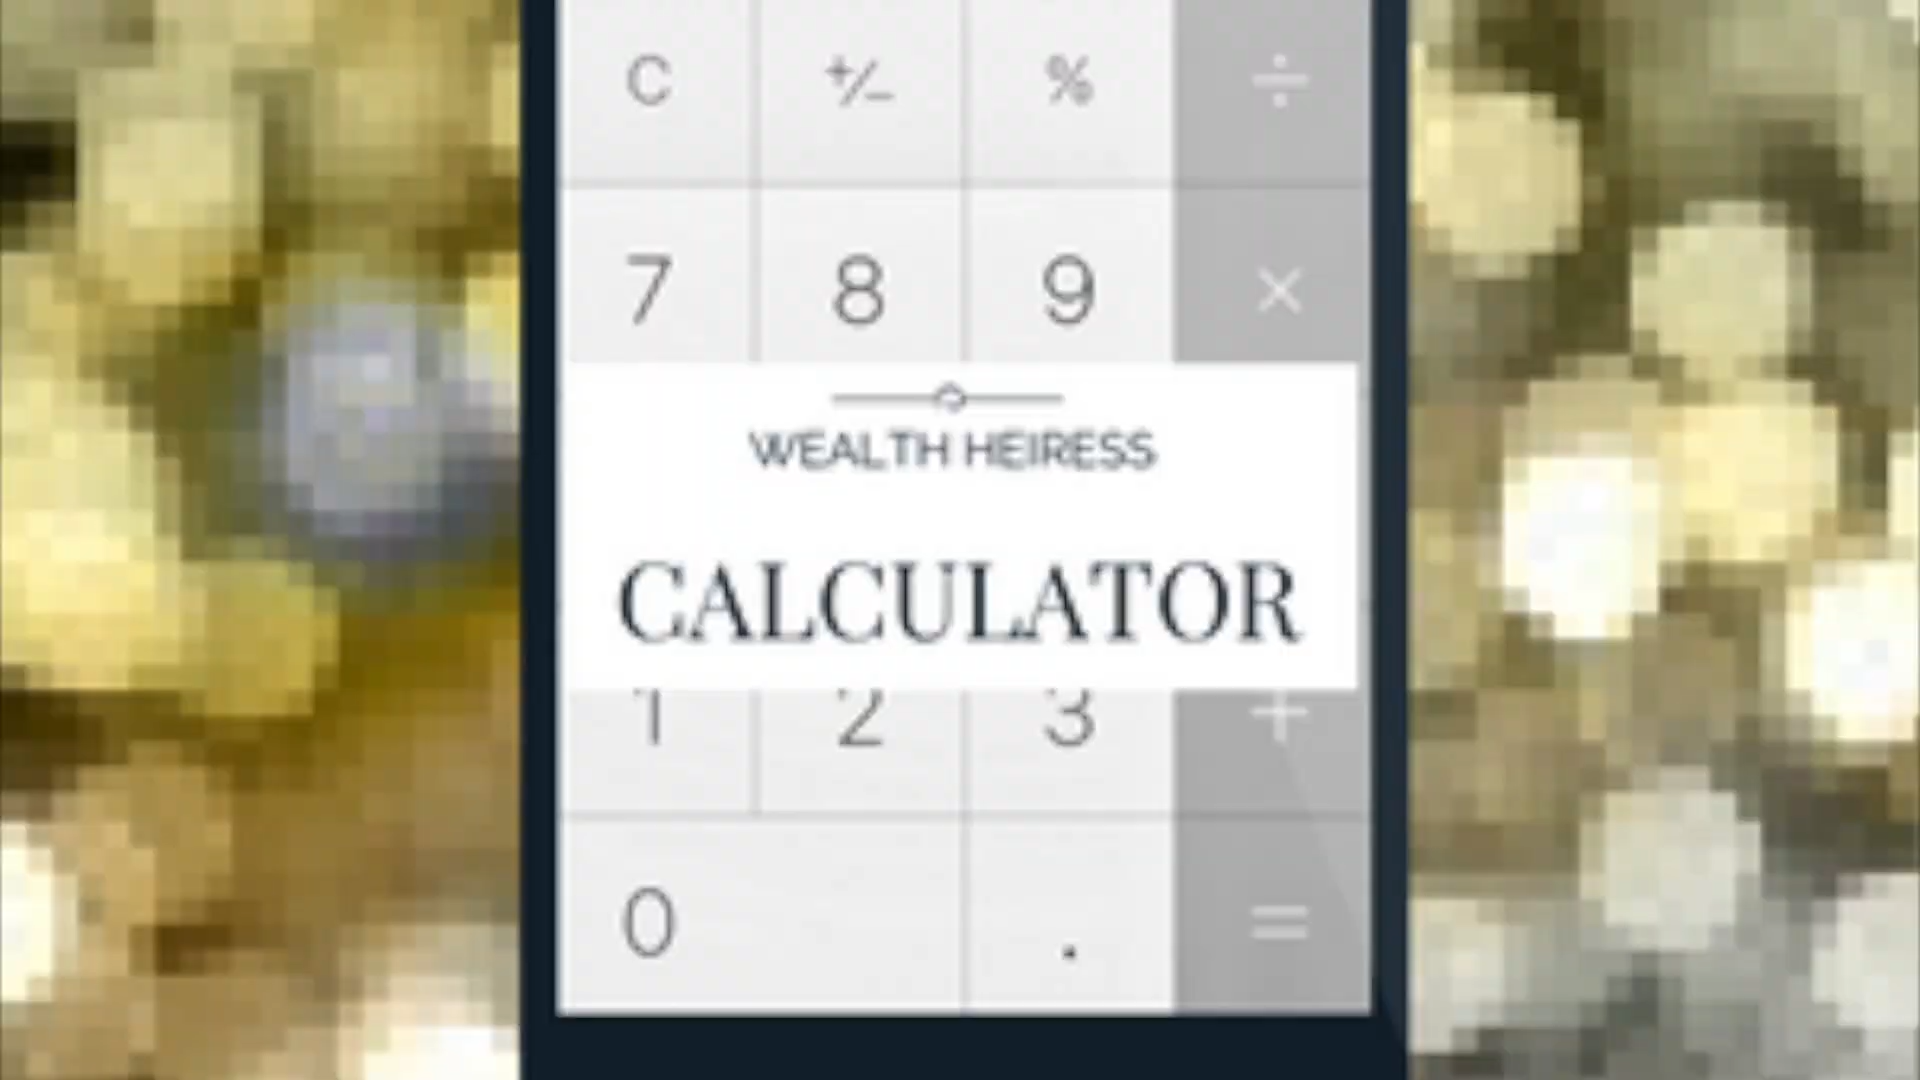 C +/- % ÷
7 8 9 ×
WEALTH HEIRESS
CALCULATOR
1 2 3 +
0 . =